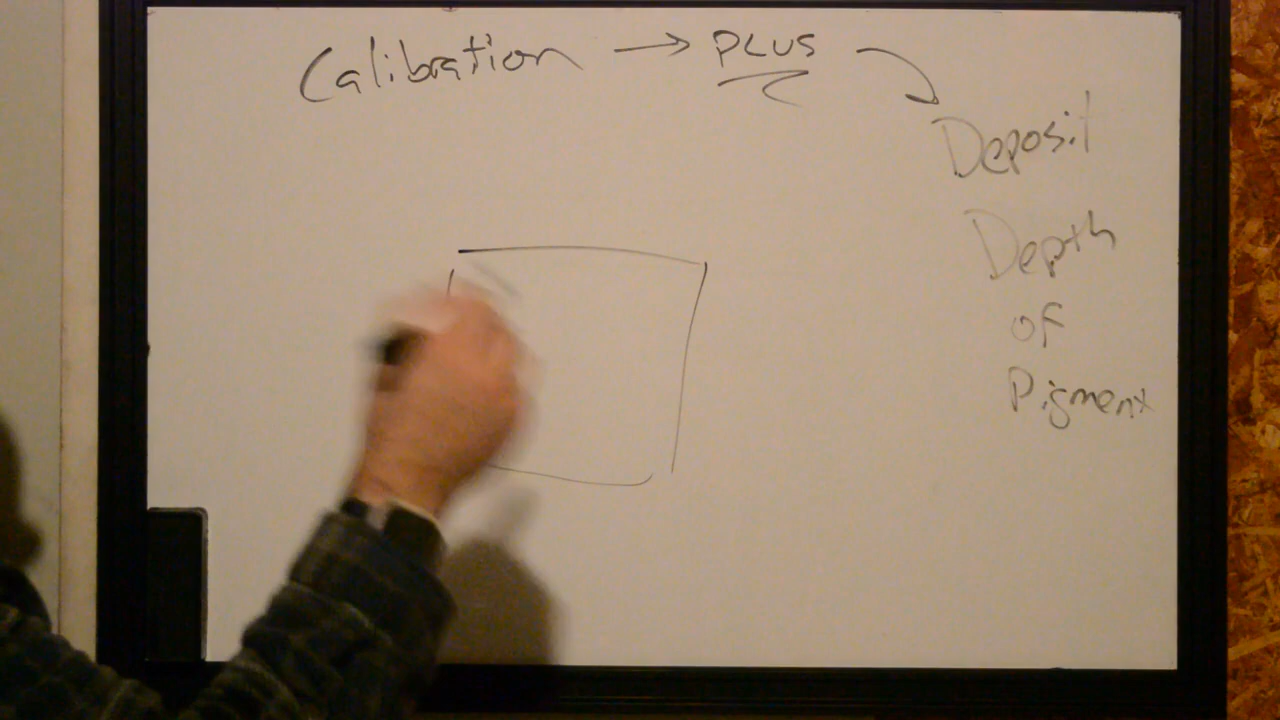 Calibration → PLUS
Deposit
Depth
of
Pigment